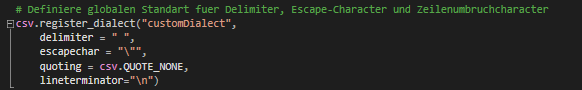 # Definiere globalen Standart fuer Delimiter, Escape-Character und Zeilenumbruchcharacter
csv.register_dialect("customDialect",
    delimiter = " ",
    escapechar = "\"",
    quoting = csv.QUOTE_NONE,
    lineterminator="\n")